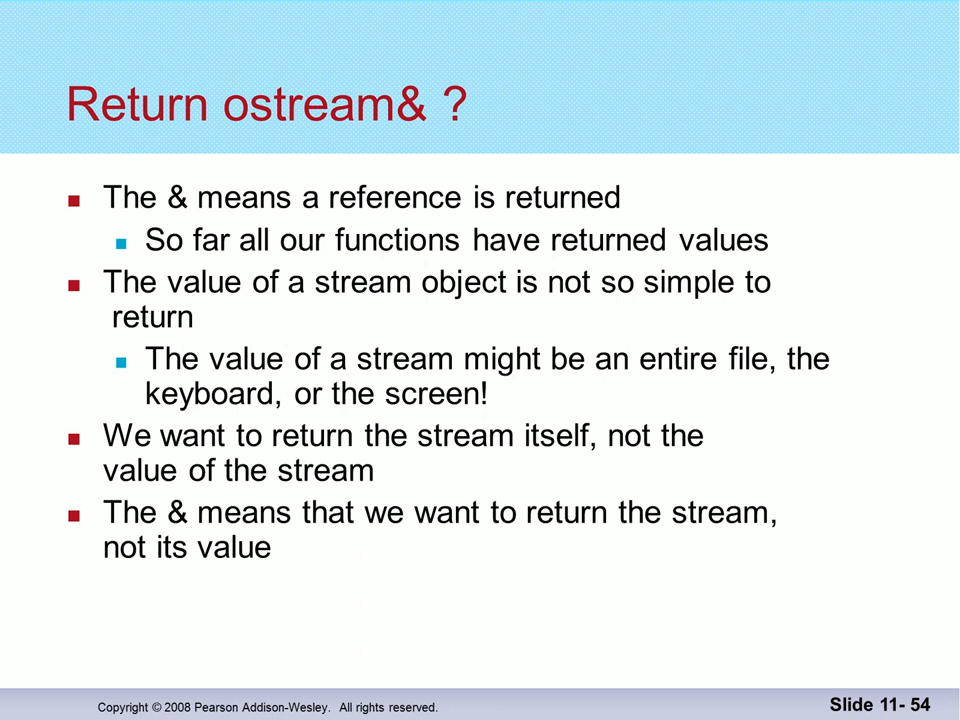 Return ostream& ?
The & means a reference is returned
So far all our functions have returned values
The value of a stream object is not so simple to
return
The value of a stream might be an entire file, the
keyboard, or the screen!
We want to return the stream itself, not the
value of the stream
The & means that we want to return the stream,
not its value
Copyright © 2008 Pearson Addison-Wesley. All rights reserved.
Slide 11- 54